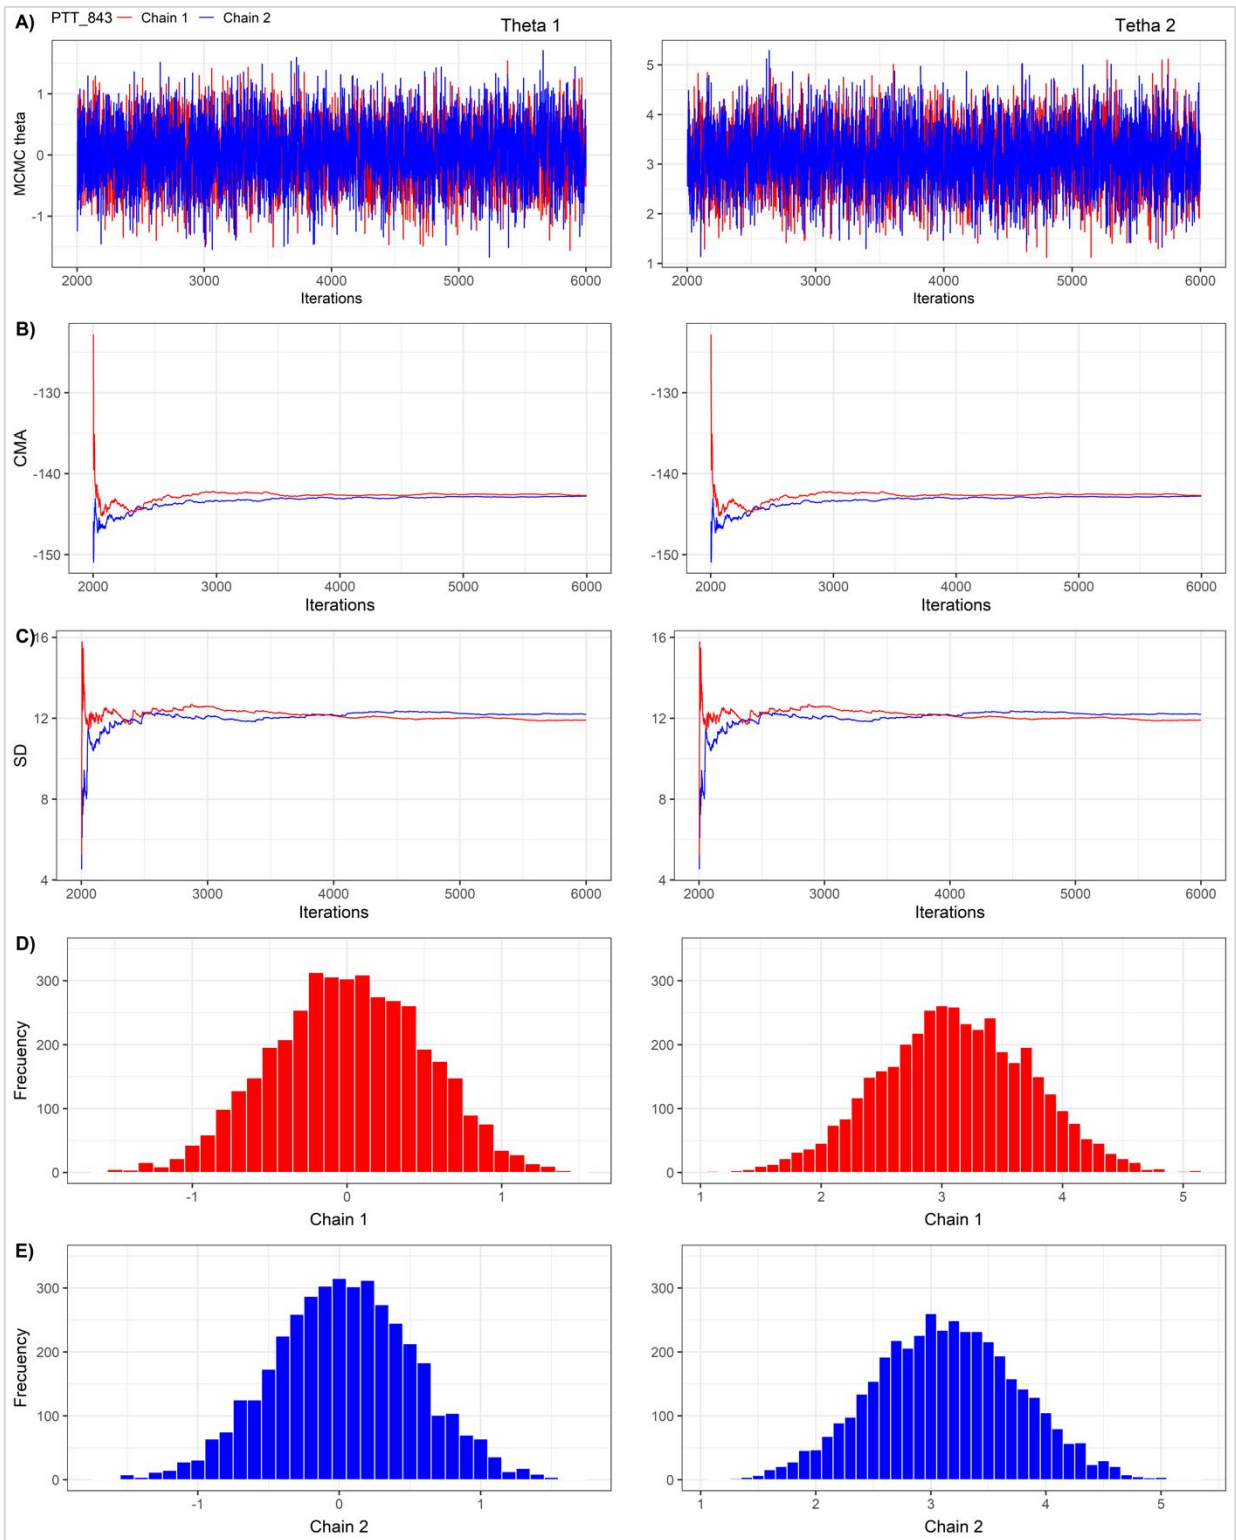 A) PTT_843 Chain 1 Chain 2
Theta 1 Tetha 2
MCMC theta
1
0
-1
2000 3000 4000 5000 6000
Iterations
5
4
3
2
1
2000 3000 4000 5000 6000
Iterations
B)
CMA
-130
-140
-150
2000 3000 4000 5000 6000
Iterations
-130
-140
-150
2000 3000 4000 5000 6000
Iterations
C)
SD
16
12
8
4
2000 3000 4000 5000 6000
Iterations
16
12
8
4
2000 3000 4000 5000 6000
Iterations
D)
Frecuency
300
200
100
0
-1 0 1
Chain 1
300
200
100
0
1 2 3 4 5
Chain 1
E)
Frecuency
300
200
100
0
-1 0 1
Chain 2
300
200
100
0
1 2 3 4 5
Chain 2